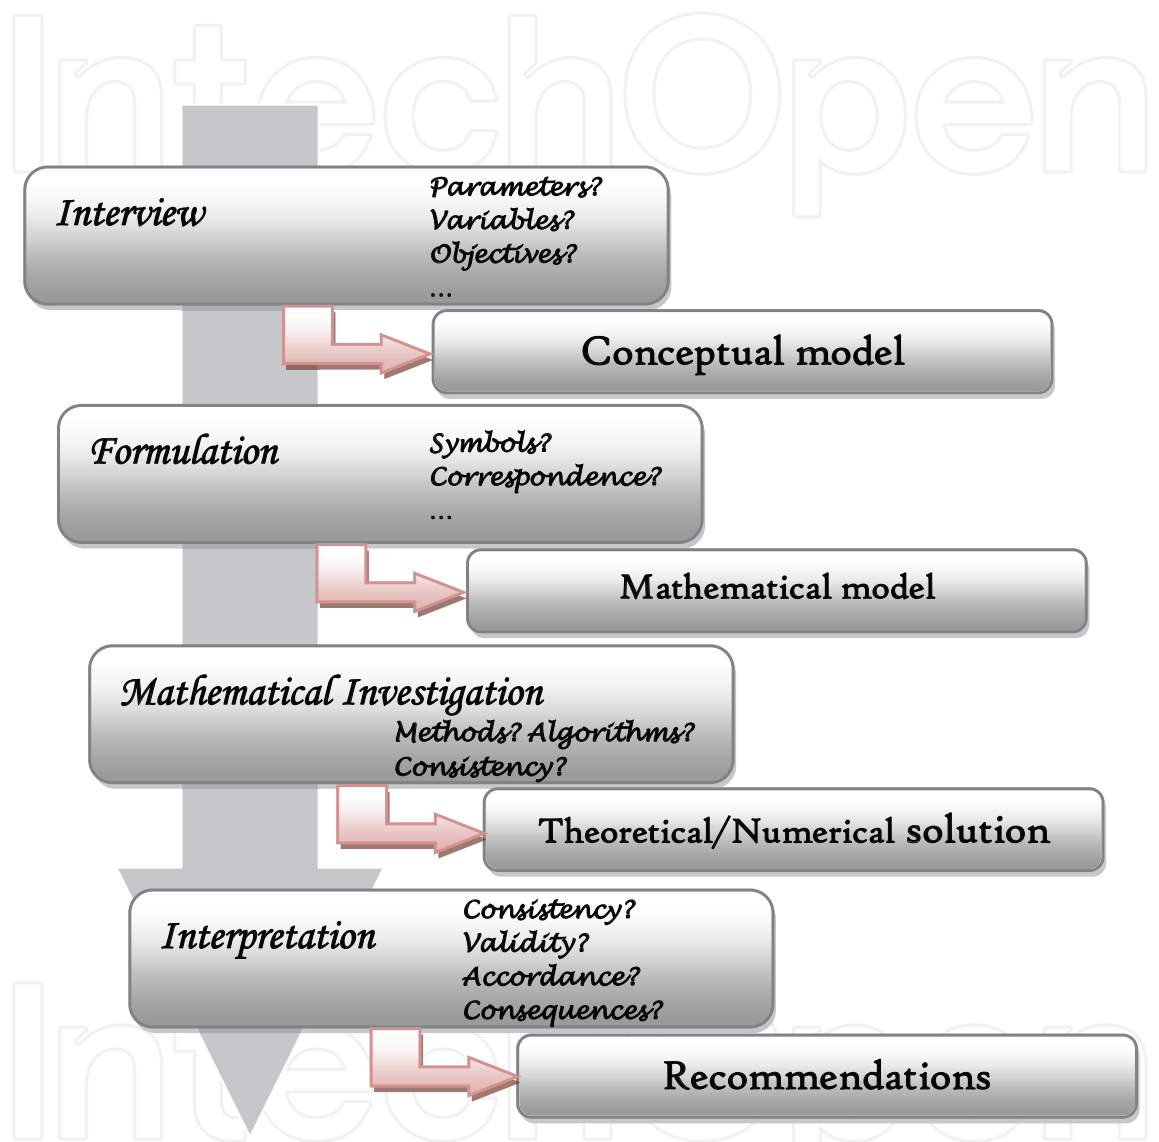 IntechOpen
Interview
Parameters?
Variables?
Objectives?
...
Conceptual model
Formulation
Symbols?
Correspondence?
...
Mathematical model
Mathematical Investigation
Methods? Algorithms?
Consistency?
Theoretical/Numerical solution
Interpretation
Consistency?
Validity?
Accordance?
Consequences?
Recommendations
IntechOpen